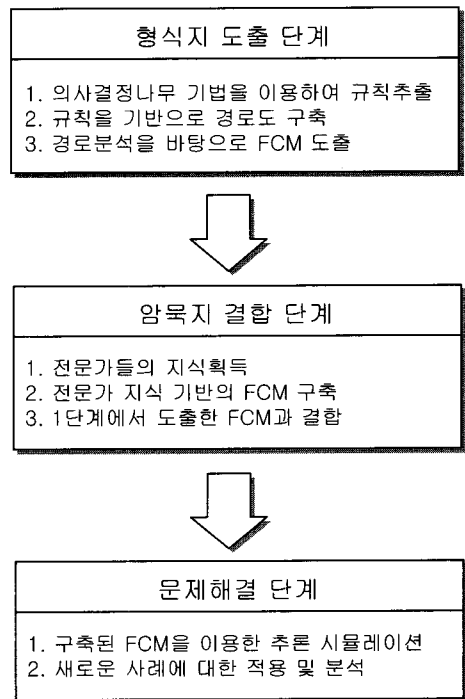 형식지 도출 단계
1. 의사결정나무 기법을 이용하여 규칙추출
2. 규칙을 기반으로 경로도 구축
3. 경로분석을 바탕으로 FCM 도출
암묵지 결합 단계
1. 전문가들의 지식획득
2. 전문가 지식 기반의 FCM 구축
3. 1단계에서 도출한 FCM과 결합
문제해결 단계
1. 구축된 FCM을 이용한 추론 시뮬레이션
2. 새로운 사례에 대한 적용 및 분석